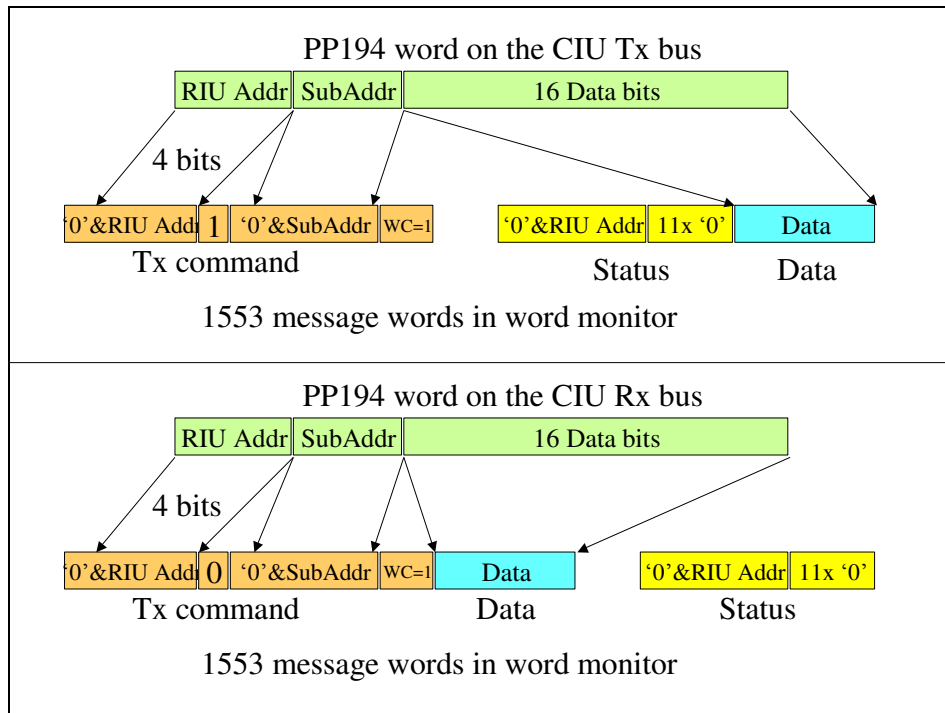 PP194 word on the CIU Tx bus
RIU Addr SubAddr 16 Data bits
4 bits
‘0’&RIU Addr 1 ‘0’&SubAddr WC=1 ‘0’&RIU Addr 11x ‘0’ Data
Tx command Status Data
1553 message words in word monitor
PP194 word on the CIU Rx bus
RIU Addr SubAddr 16 Data bits
4 bits
‘0’&RIU Addr 0 ‘0’&SubAddr WC=1 Data ‘0’&RIU Addr 11x ‘0’
Tx command Data Status
1553 message words in word monitor